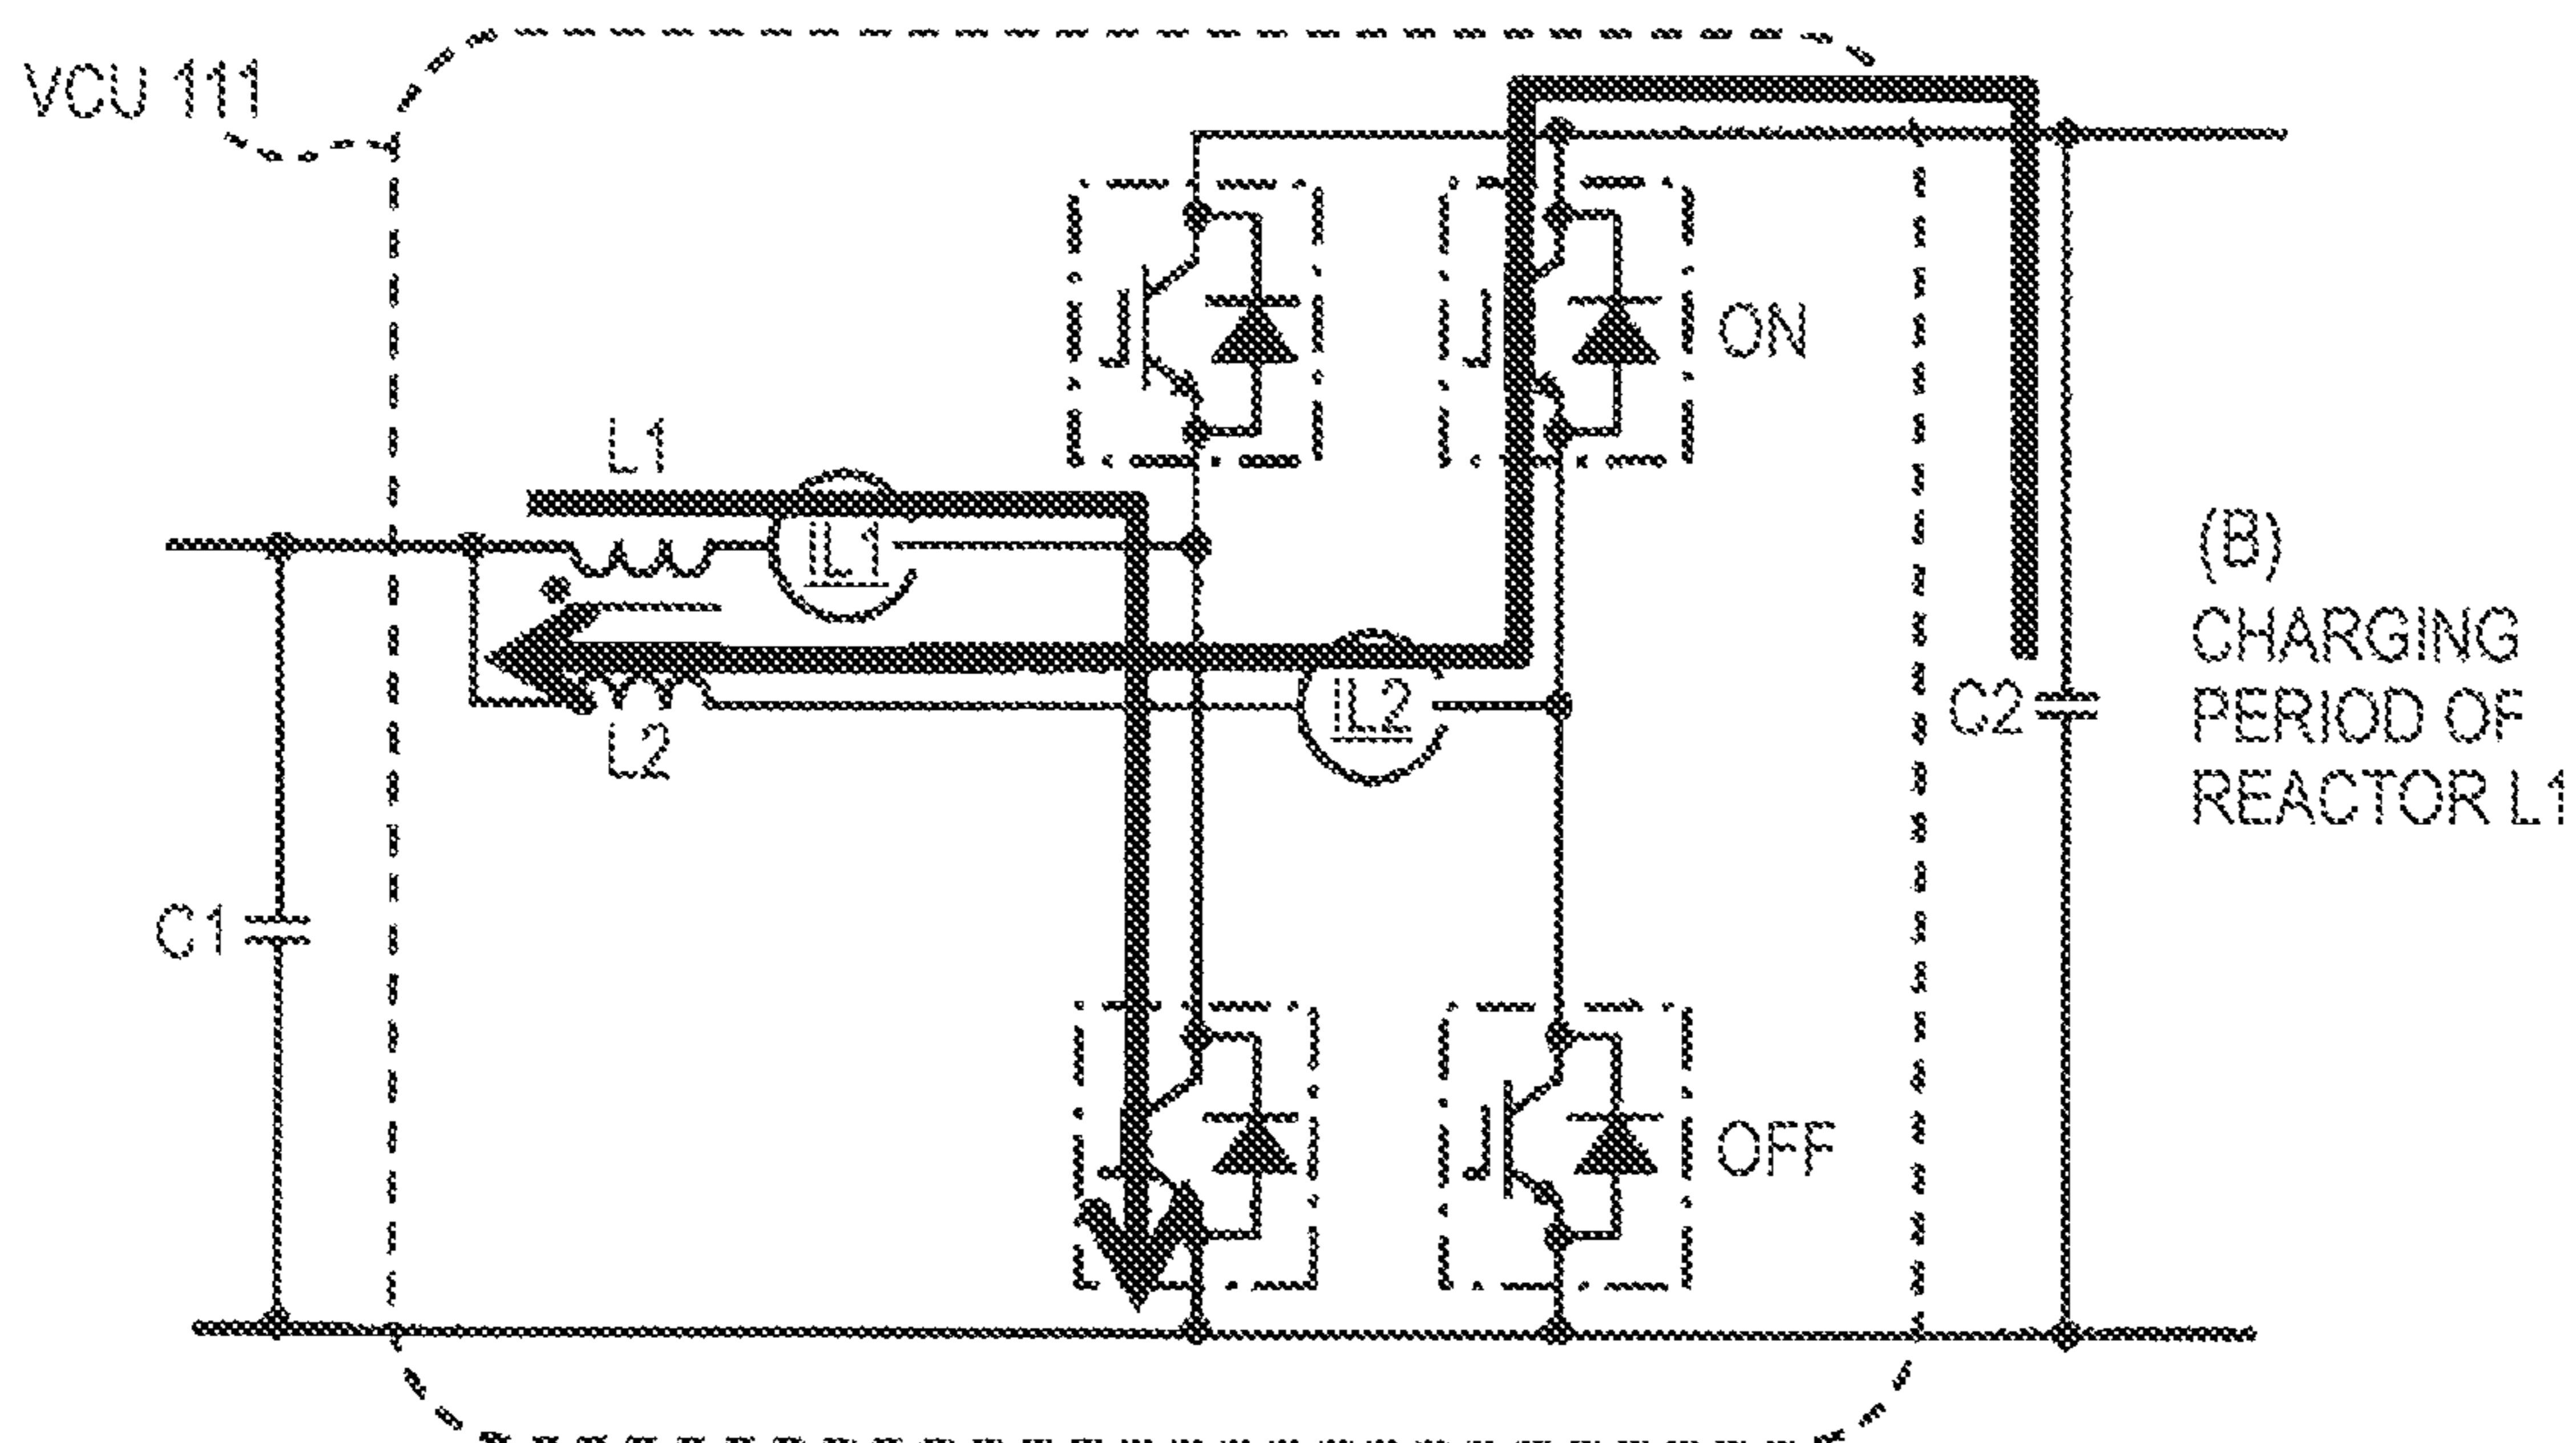 VCU 111
ON
L1
IL1
(B)
CHARGING
PERIOD OF
REACTOR L1
IL2
C2
L2
C1
OFF